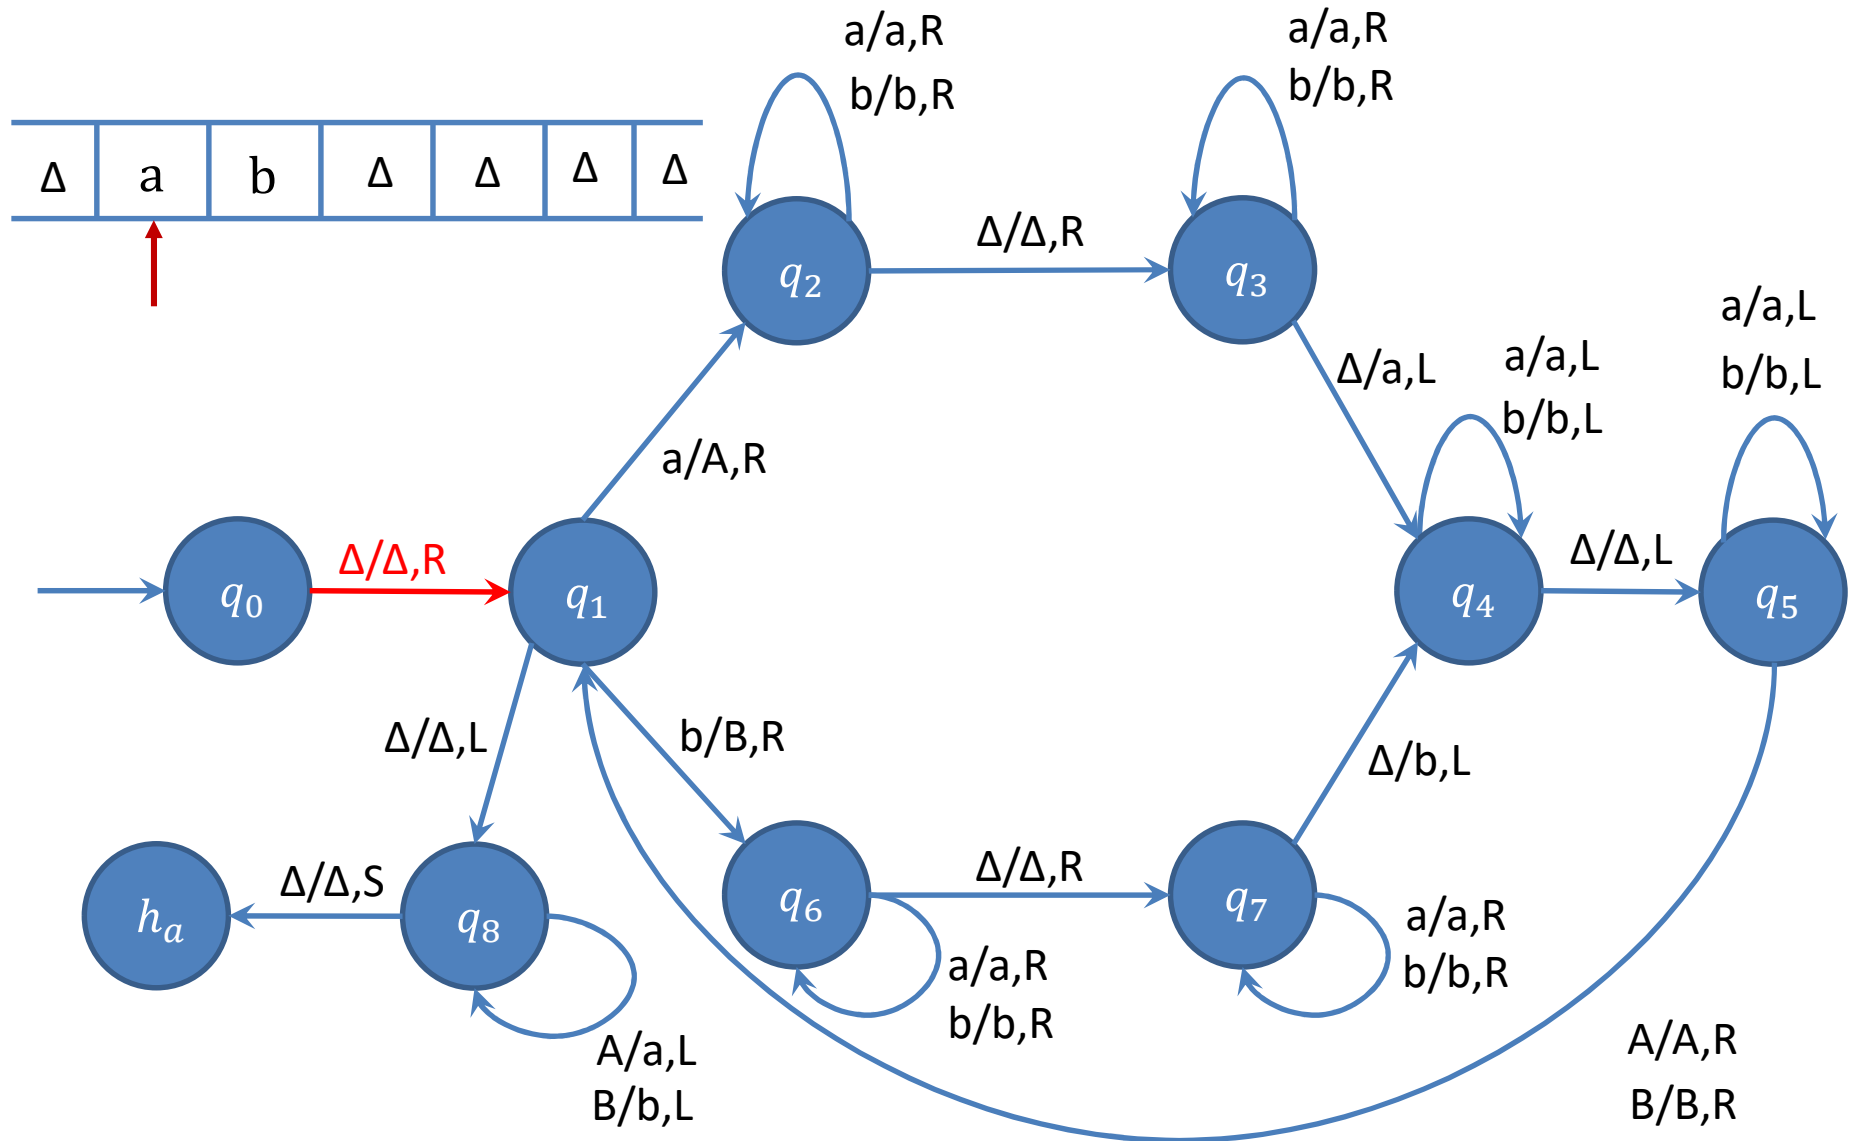 a/a,R
b/b,R
a/a,R
b/b,R
Δ a b Δ Δ Δ Δ
q2
Δ/Δ,R
q3
a/a,L
b/b,L
Δ/a,L
a/a,L
b/b,L
a/A,R
q0
Δ/Δ,R
q1
q4
Δ/Δ,L
q5
Δ/Δ,L
b/B,R
Δ/b,L
ha
Δ/Δ,S
q8
q6
Δ/Δ,R
q7
a/a,R
b/b,R
a/a,R
b/b,R
A/a,L
B/b,L
A/A,R
B/B,R